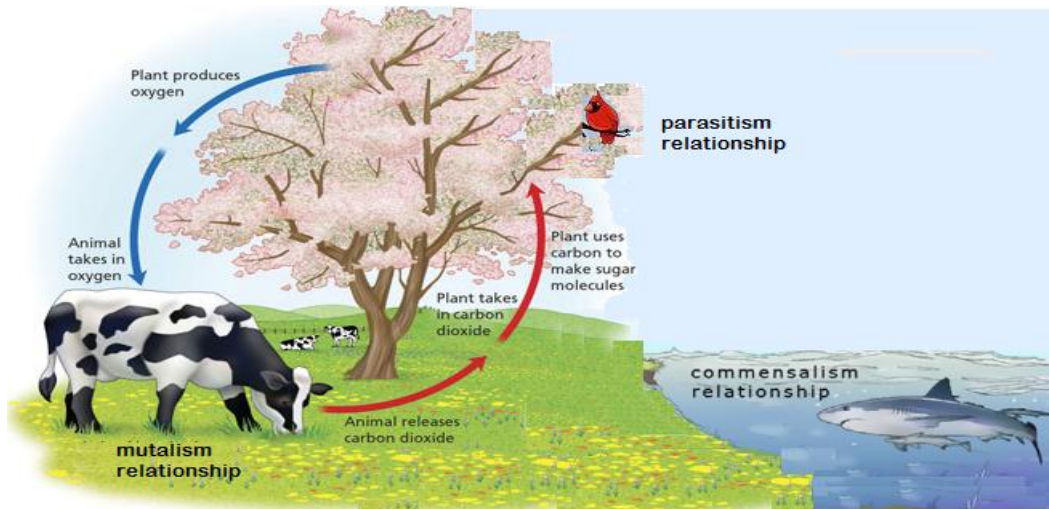 Plant produces
oxygen
parasitism
relationship
Animal
takes in
oxygen
Plant uses
carbon to
make sugar
molecules
Plant takes
in carbon
dioxide
commensalism
relationship
Animal releases
carbon dioxide
mutalism
relationship